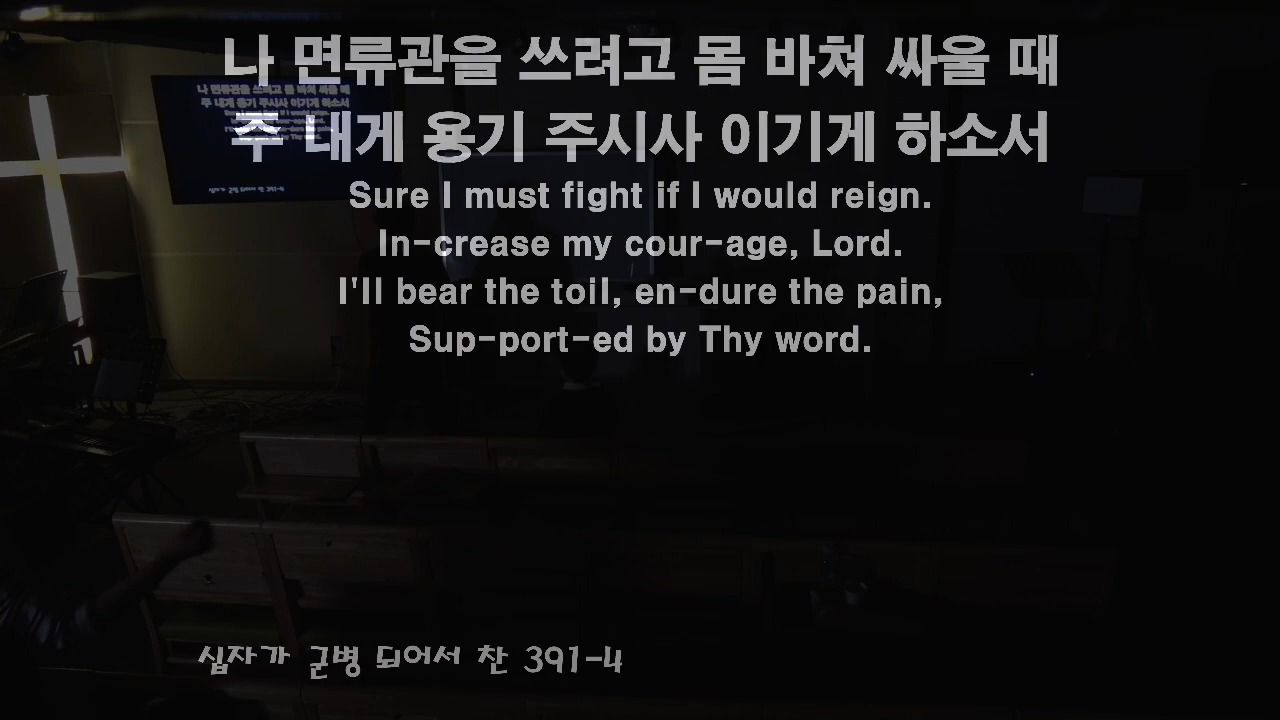 나 면류관을 쓰려고 몸 바쳐 싸울 때
주 내게 용기 주시사 이기게 하소서
Sure I must fight if I would reign.
In-crease my cour-age, Lord.
I'll bear the toil, en-dure the pain,
Sup-port-ed by Thy word.
십자가 군병 되어서 찬 391-4